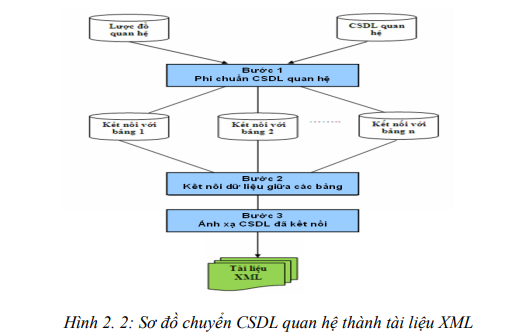 Lược đồ
quan hệ
CSDL quan
hệ
Bước 1
Phi chuẩn CSDL quan hệ
Kết nối với
bảng 1
Kết nối với
bảng 2
.........
Kết nối với
bảng n
Bước 2
Kết nối dữ liệu giữa các bảng
Bước 3
Ánh xạ CSDL đã kết nối
Tài liệu
XML
Hình 2. 2: Sơ đồ chuyển CSDL quan hệ thành tài liệu XML